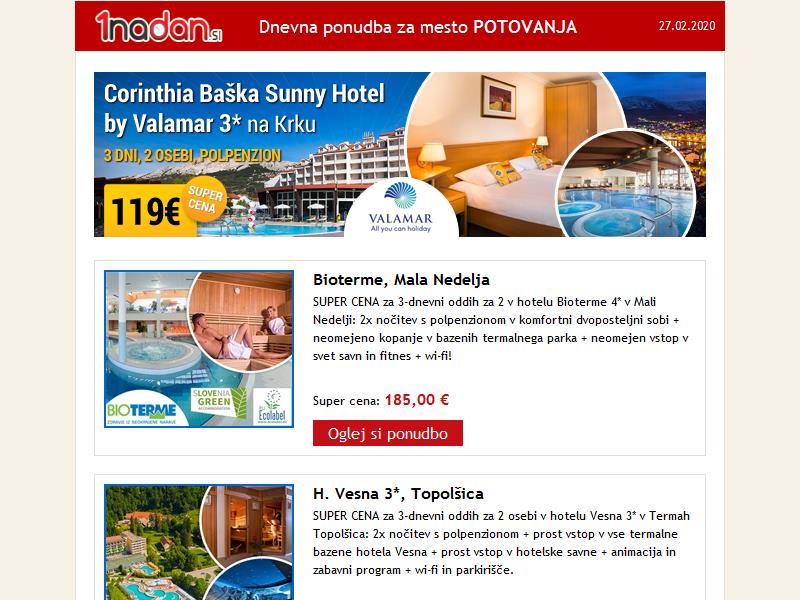 1nadan.si
Dnevna ponudba za mesto POTOVANJA
27.02.2020
Corinthia Baška Sunny Hotel
by Valamar 3* na Krku
3 DNI, 2 OSEBI, POLPENZION
119€
SUPER
CENA
VALAMAR
All you can holiday
Bioterme, Mala Nedelja
SUPER CENA za 3-dnevni oddih za 2 v hotelu Bioterme 4* v Mali
Nedelji: 2x nočitev s polpenzionom v komfortni dvoposteljni sobi +
neomejeno kopanje v bazenih termalnega parka + neomejen vstop v
svet savn in fitnes + wi-fi!
Super cena: 185,00 €
Oglej si ponudbo
BIOTERME
ZDRAVJE IZ NEOKRNJENE NARAVE
SLOVENIA
GREEN
ACCOMMODATION
EU
Ecolabel
H. Vesna 3*, Topolšica
SUPER CENA za 3-dnevni oddih za 2 osebi v hotelu Vesna 3* v Termah
Topolšica: 2x nočitev s polpenzionom + prost vstop v vse termalne
bazene hotela Vesna + prost vstop v hotelske savne + animacija in
zabavni program + wi-fi in parkirišče.